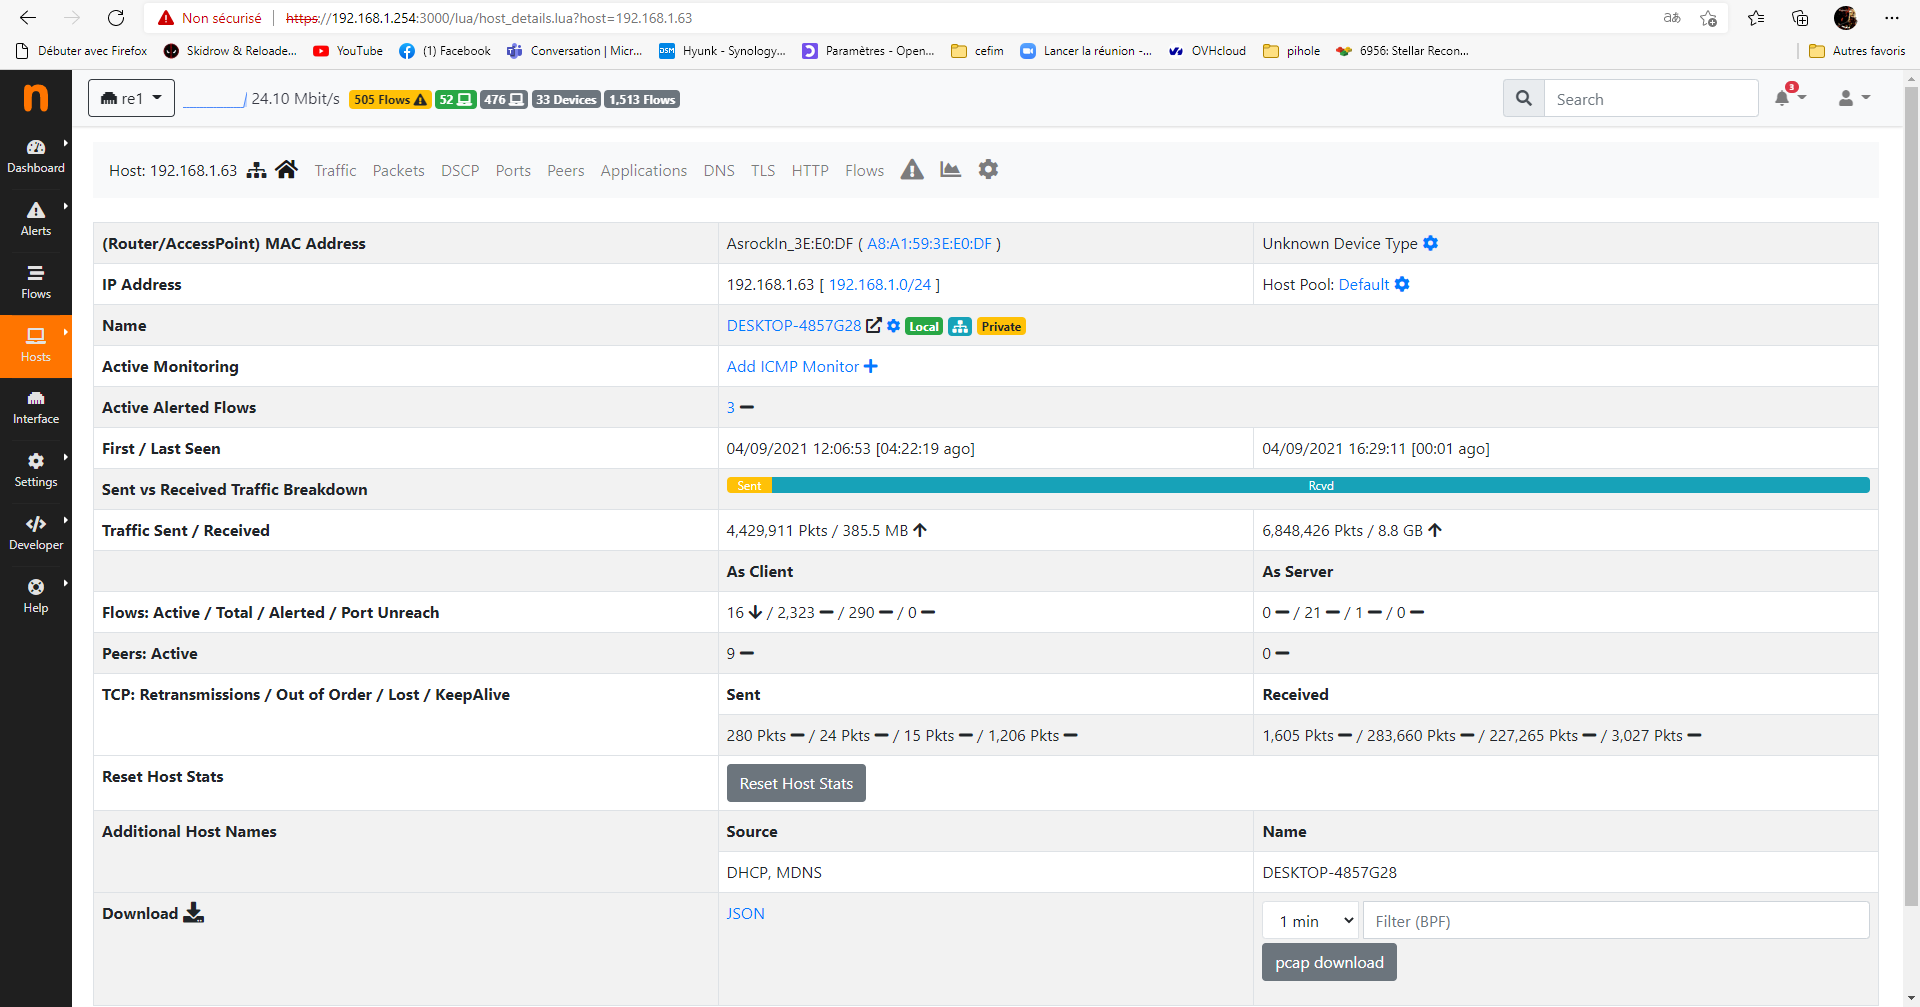 Non sécurisé https://192.168.1.254:3000/lua/host_details.lua?host=192.168.1.63 aあ
Débuter avec Firefox Skidrow & Reloade... YouTube (1) Facebook Conversation | Micr... DSM Hyunk - Synology... Paramètres - Open... cefim Lancer la réunion -... OVHcloud pihole 6956: Stellar Recon... Autres favoris
n re1 24.10 Mbit/s 505 Flows 52 476 33 Devices 1,513 Flows Search 3
Dashboard
Alerts
Flows
Hosts
Interface
Settings
Developer
Help
Host: 192.168.1.63 Traffic Packets DSCP Ports Peers Applications DNS TLS HTTP Flows
(Router/AccessPoint) MAC Address AsrockIn_3E:E0:DF ( A8:A1:59:3E:E0:DF ) Unknown Device Type
IP Address 192.168.1.63 [ 192.168.1.0/24 ] Host Pool: Default
Name DESKTOP-4857G28 Local Private
Active Monitoring Add ICMP Monitor
Active Alerted Flows 3
First / Last Seen 04/09/2021 12:06:53 [04:22:19 ago] 04/09/2021 16:29:11 [00:01 ago]
Sent vs Received Traffic Breakdown Sent Rcvd
Traffic Sent / Received 4,429,911 Pkts / 385.5 MB 6,848,426 Pkts / 8.8 GB
As Client As Server
Flows: Active / Total / Alerted / Port Unreach 16 / 2,323 / 290 / 0 0 / 21 / 1 / 0
Peers: Active 9 0
TCP: Retransmissions / Out of Order / Lost / KeepAlive Sent Received
280 Pkts / 24 Pkts / 15 Pkts / 1,206 Pkts 1,605 Pkts / 283,660 Pkts / 227,265 Pkts / 3,027 Pkts
Reset Host Stats Reset Host Stats
Additional Host Names Source Name
DHCP, MDNS DESKTOP-4857G28
Download JSON 1 min Filter (BPF)
pcap download